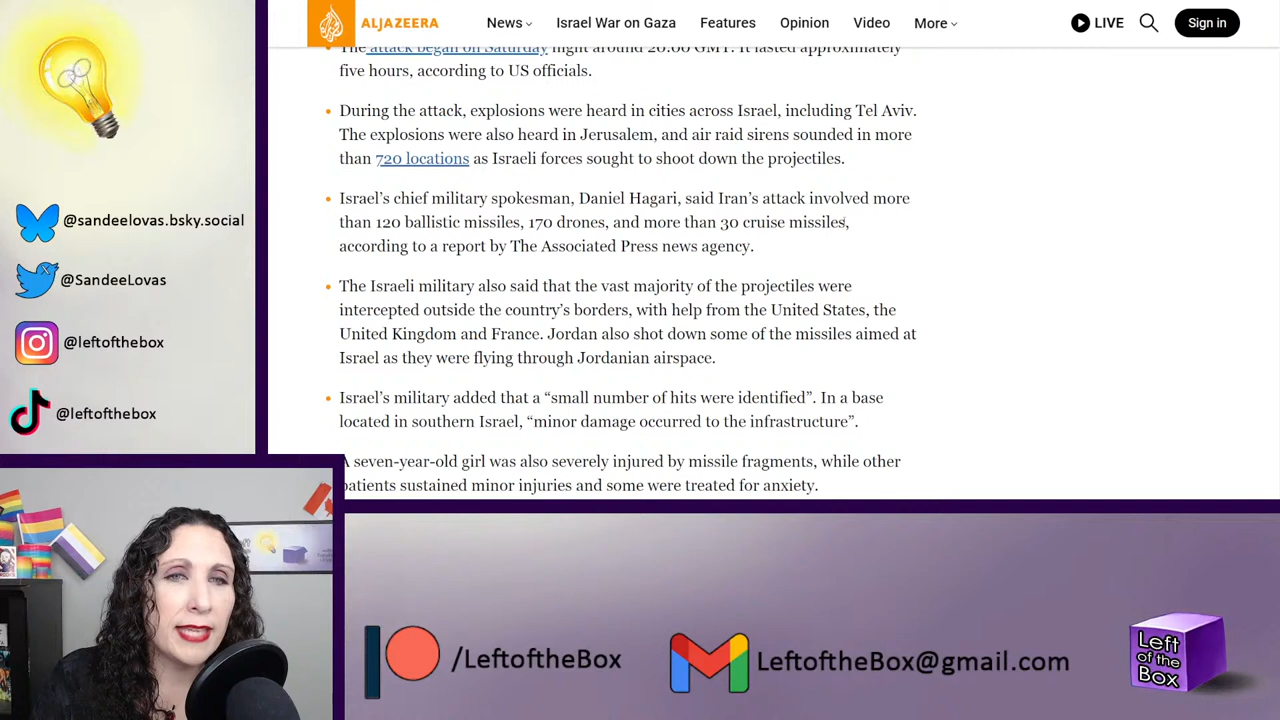 ALJAZEERA
News
Israel War on Gaza
Features
Opinion
Video
More
LIVE
Sign in
The attack began on Saturday night around 20:00 GMT. It lasted approximately
five hours, according to US officials.
During the attack, explosions were heard in cities across Israel, including Tel Aviv.
The explosions were also heard in Jerusalem, and air raid sirens sounded in more
than 720 locations as Israeli forces sought to shoot down the projectiles.
Israel’s chief military spokesman, Daniel Hagari, said Iran’s attack involved more
than 120 ballistic missiles, 170 drones, and more than 30 cruise missiles,
according to a report by The Associated Press news agency.
The Israeli military also said that the vast majority of the projectiles were
intercepted outside the country’s borders, with help from the United States, the
United Kingdom and France. Jordan also shot down some of the missiles aimed at
Israel as they were flying through Jordanian airspace.
Israel’s military added that a “small number of hits were identified”. In a base
located in southern Israel, “minor damage occurred to the infrastructure”.
A seven-year-old girl was also severely injured by missile fragments, while other
patients sustained minor injuries and some were treated for anxiety.
@sandeelovas.bsky.social
@SandeeLovas
@leftofthebox
@leftofthebox
/LeftoftheBox
LeftoftheBox@gmail.com
Left
of the
Box